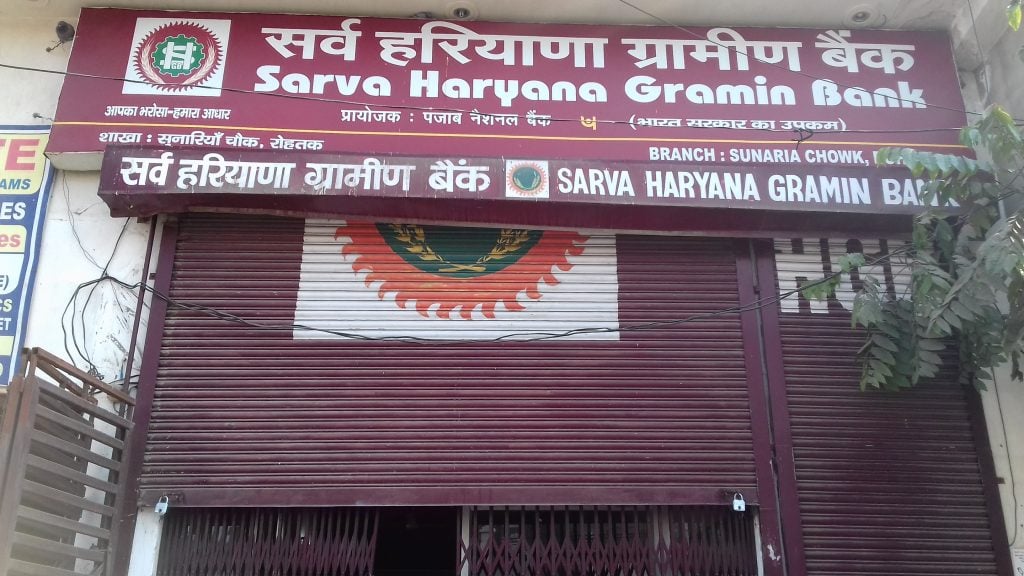 सर्व हरियाणा ग्रामीण बैंक
Sarva Haryana Gramin Bank
आपका भरोसा-हमारा आधार
प्रायोजक : पंजाब नैशनल बैंक (भारत सरकार का उपक्रम)
शाखा : सुनारियाँ चौक, रोहतक
BRANCH : SUNARIA CHOWK,
सर्व हरियाणा ग्रामीण बैंक SARVA HARYANA GRAMIN BANK